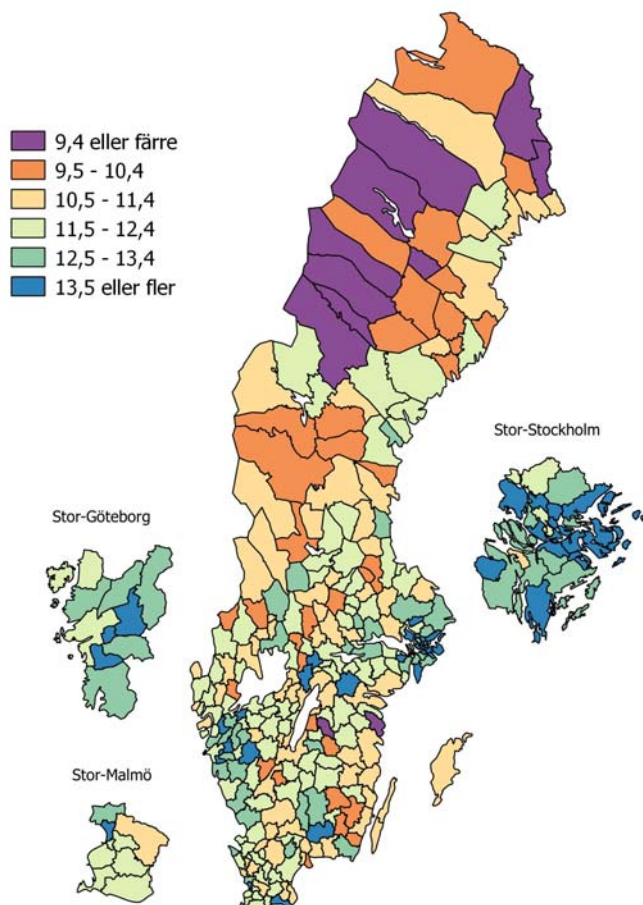 9,4 eller färre
9,5 - 10,4
10,5 - 11,4
11,5 - 12,4
12,5 - 13,4
13,5 eller fler
Stor-Stockholm
Stor-Göteborg
Stor-Malmö